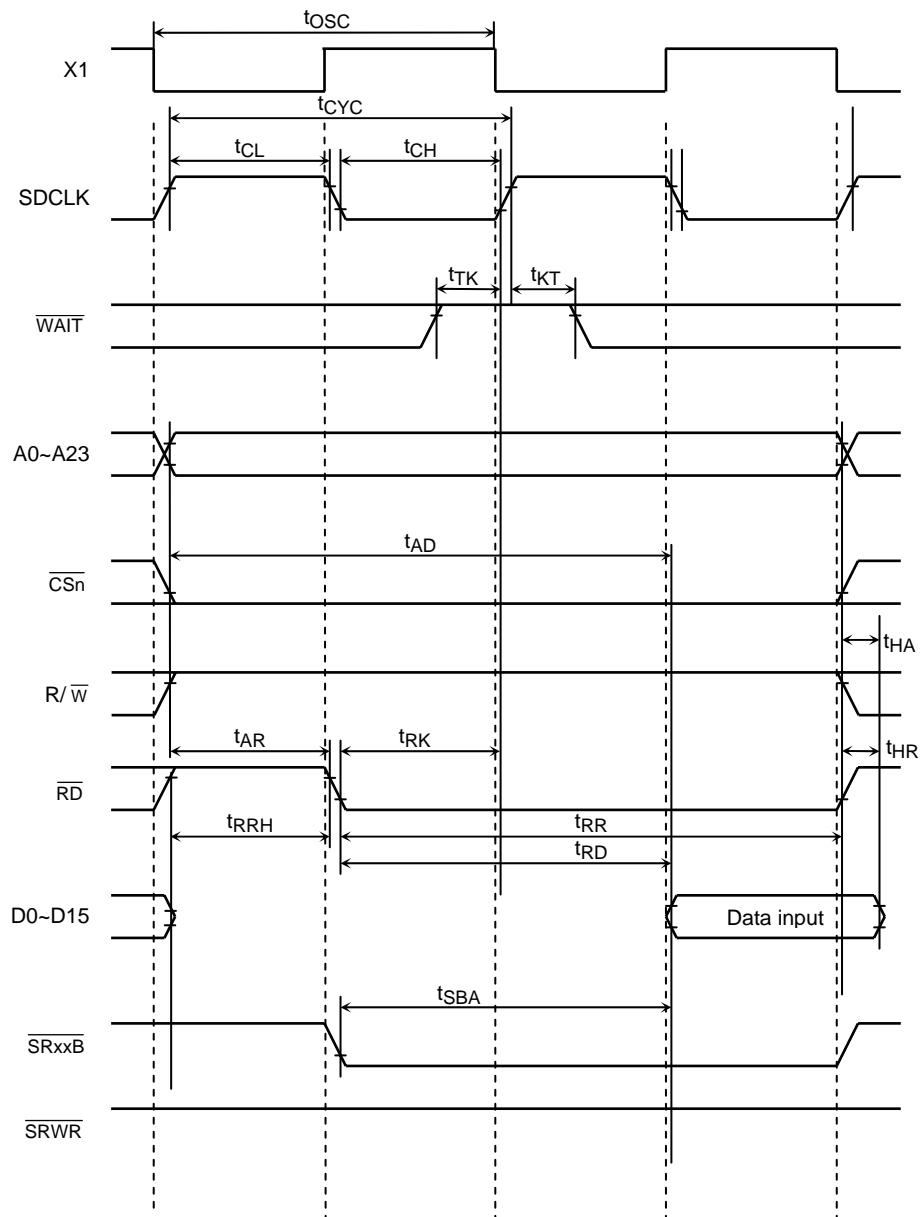 tOSC
X1
tCYC
tCL tCH
SDCLK
tTK tKT
WAIT
A0~A23
tAD
CSn
tHA
R/ W
tAR tRK tHR
RD
tRRH tRR
tRD
D0~D15 Data input
tSBA
SRxxB
SRWR